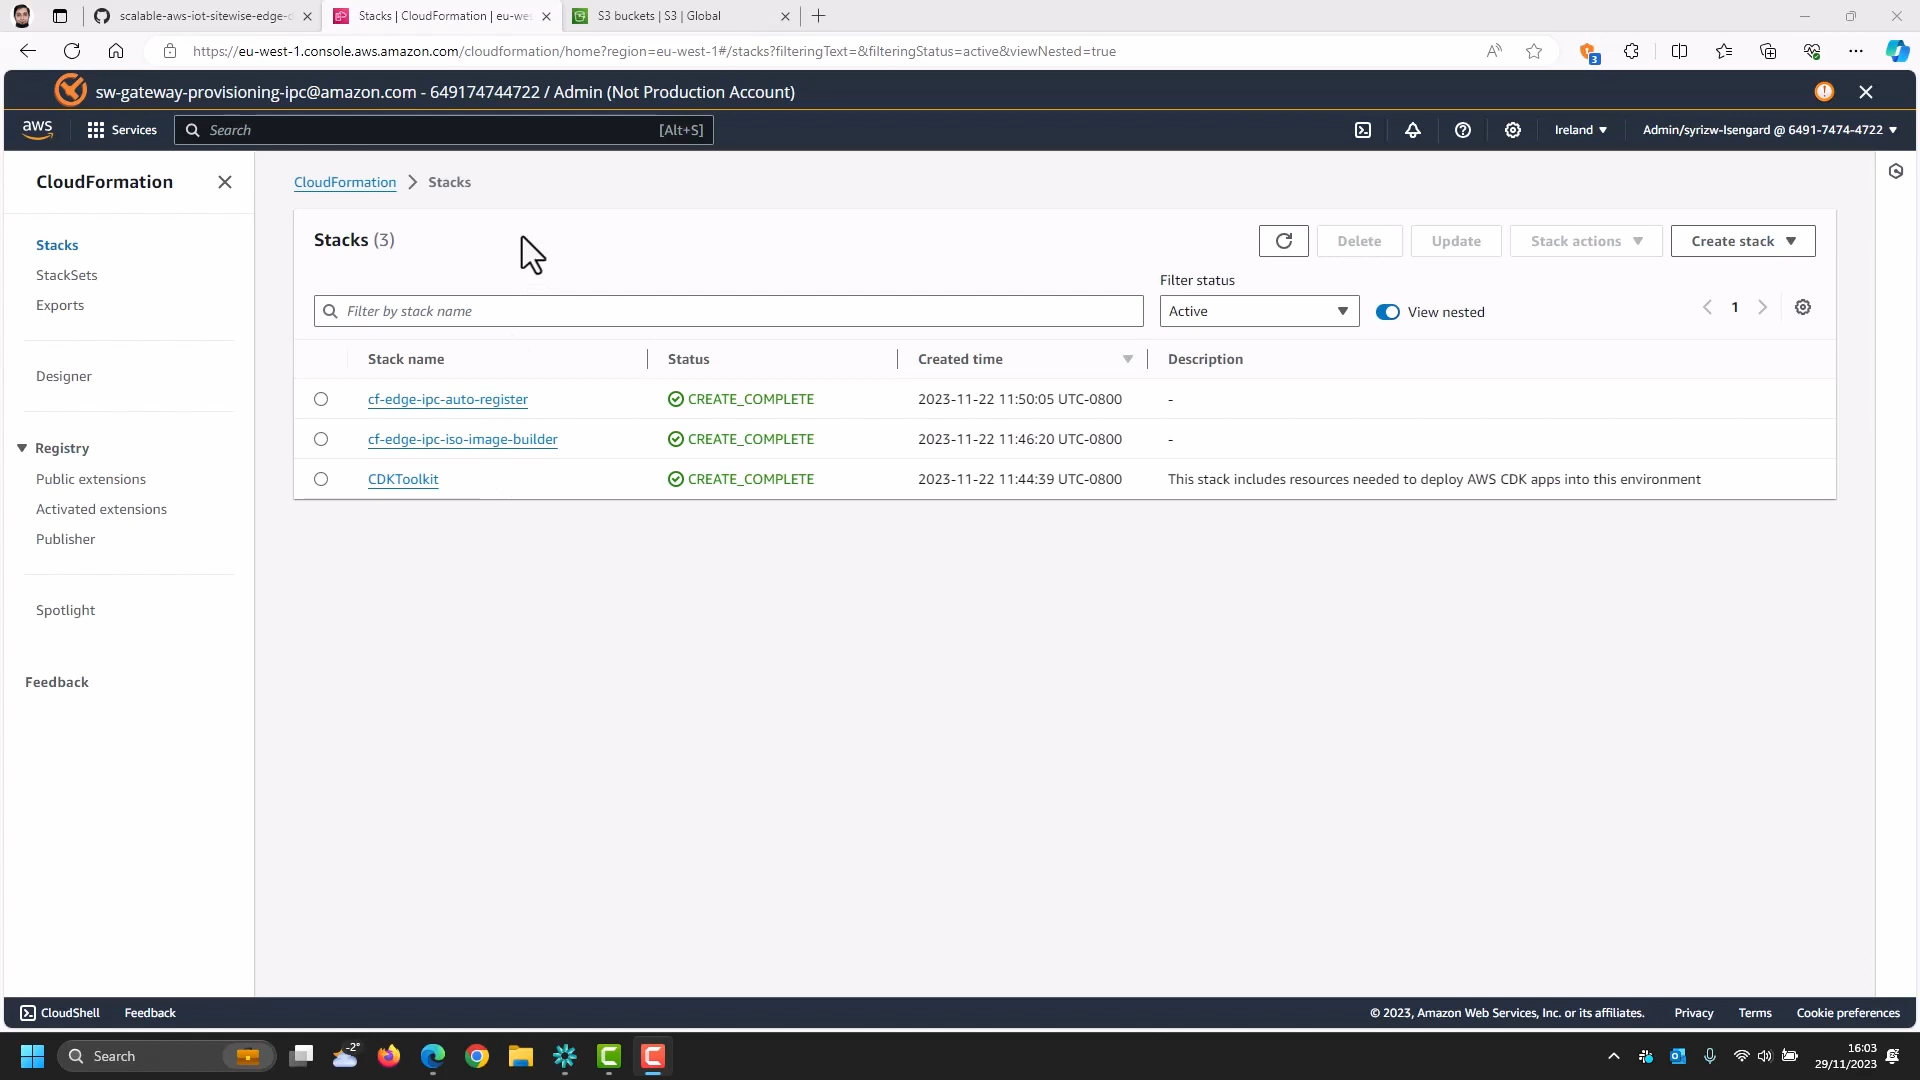 scalable-aws-iot-sitewise-edge-c
Stacks | CloudFormation | eu-wes
S3 buckets | S3 | Global
https://eu-west-1.console.aws.amazon.com/cloudformation/home?region=eu-west-1#/stacks?filteringText=&filteringStatus=active&viewNested=true
3
sw-gateway-provisioning-ipc@amazon.com - 649174744722 / Admin (Not Production Account)
aws
Services
Search
[Alt+S]
Ireland
Admin/syrizw-Isengard @ 6491-7474-4722
CloudFormation
CloudFormation
Stacks
Stacks
StackSets
Exports
Designer
Registry
Public extensions
Activated extensions
Publisher
Spotlight
Feedback
Stacks (3)
Delete
Update
Stack actions
Create stack
Filter status
Filter by stack name
Active
View nested
1
Stack name Status Created time Description
cf-edge-ipc-auto-register CREATE_COMPLETE 2023-11-22 11:50:05 UTC-0800 -
cf-edge-ipc-iso-image-builder CREATE_COMPLETE 2023-11-22 11:46:20 UTC-0800 -
CDKToolkit CREATE_COMPLETE 2023-11-22 11:44:39 UTC-0800 This stack includes resources needed to deploy AWS CDK apps into this environment
CloudShell
Feedback
© 2023, Amazon Web Services, Inc. or its affiliates.
Privacy
Terms
Cookie preferences
Search
-2°
16:03
29/11/2023